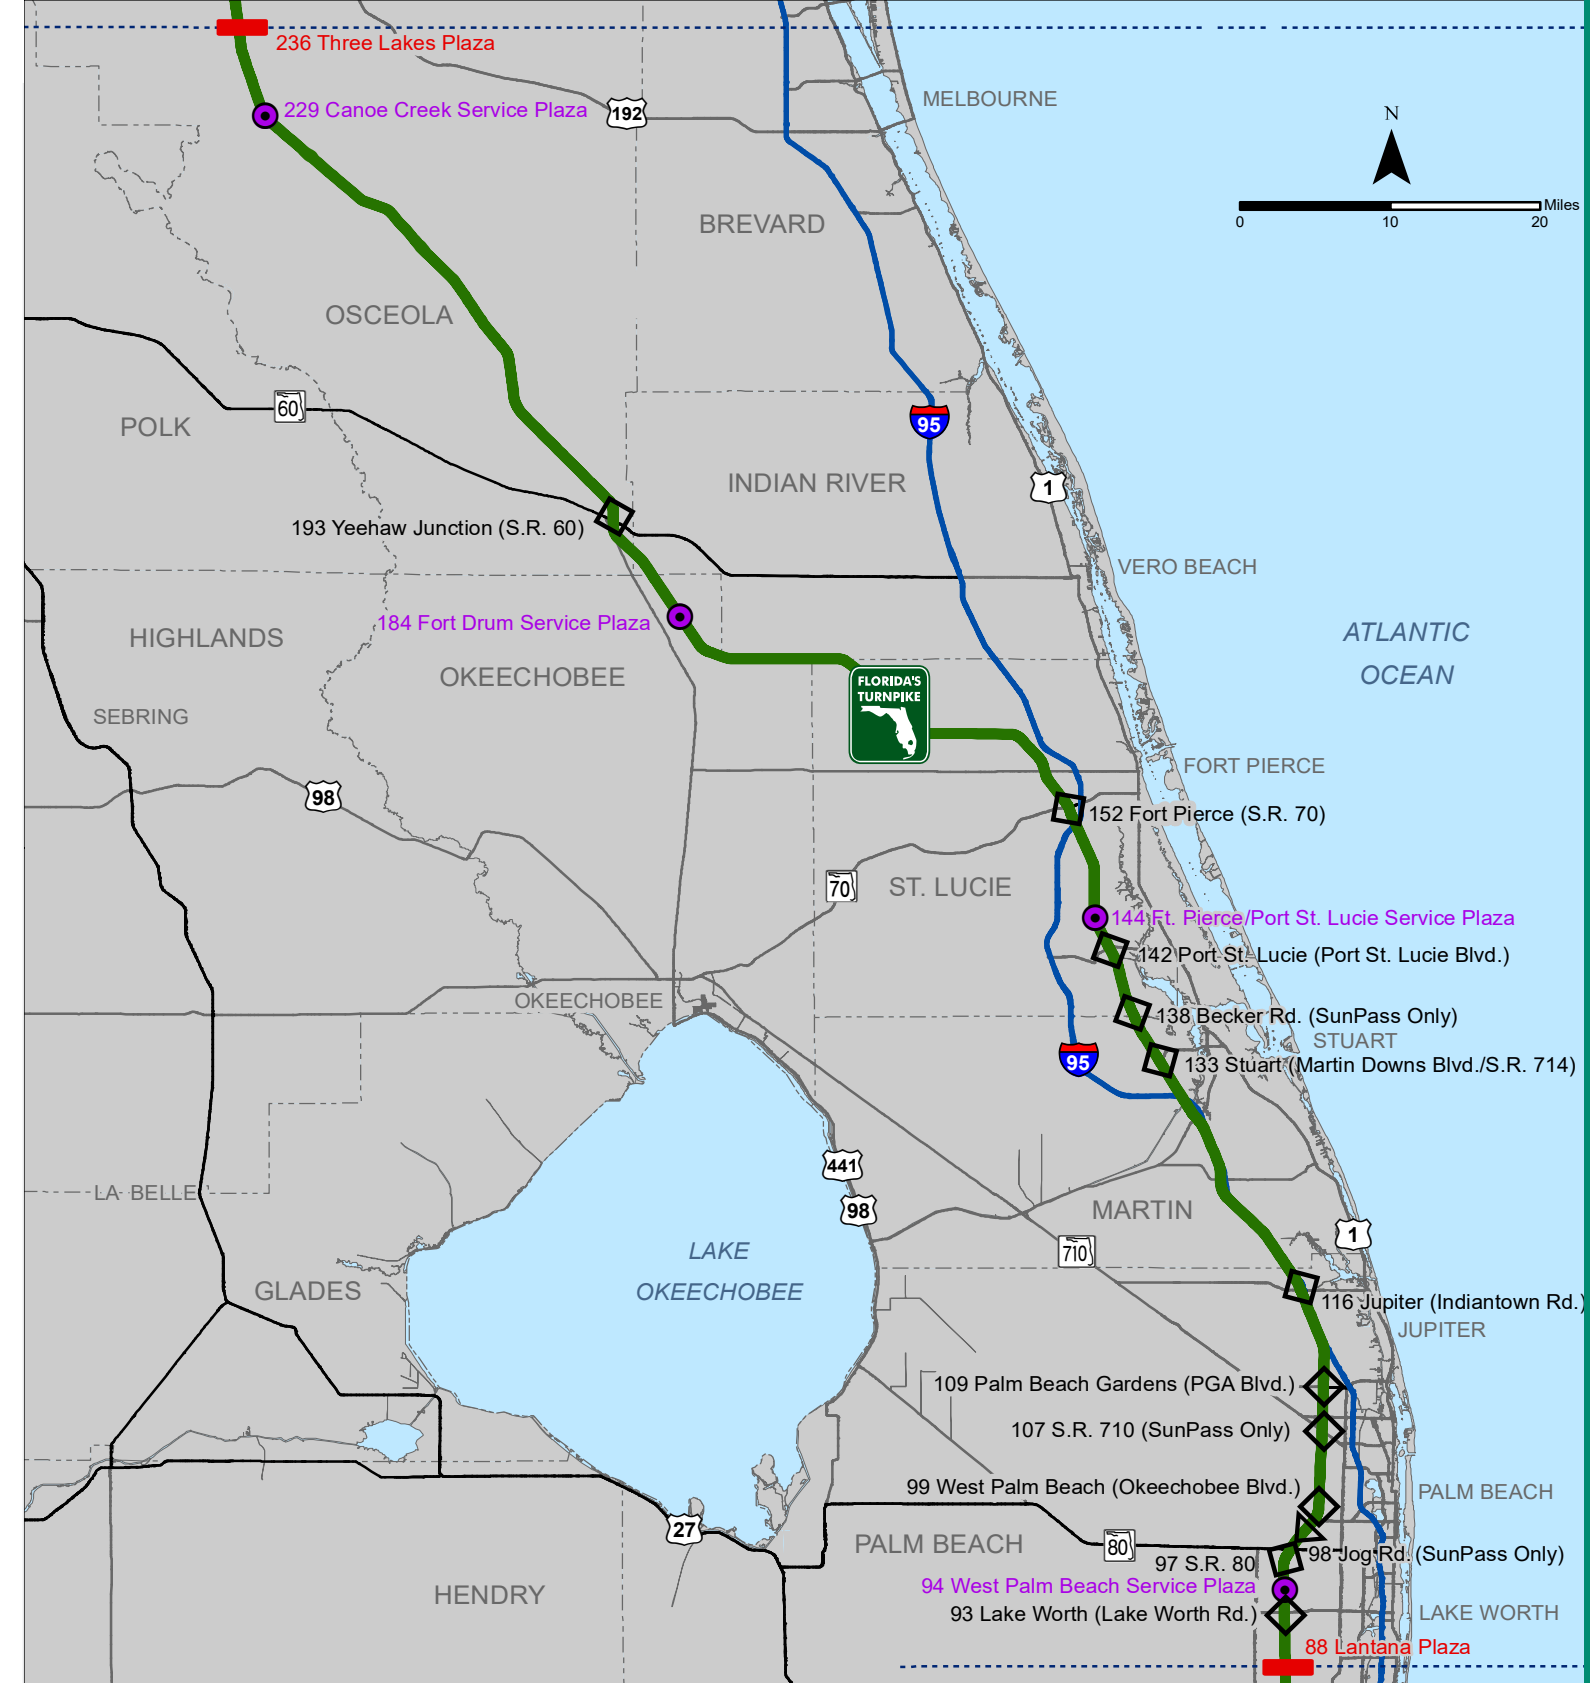 236 Three Lakes Plaza
229 Canoe Creek Service Plaza
192
MELBOURNE
N
0 10 20 Miles
BREVARD
OSCEOLA
60
POLK
95
INDIAN RIVER
1
193 Yeehaw Junction (S.R. 60)
VERO BEACH
184 Fort Drum Service Plaza
HIGHLANDS
OKEECHOBEE
ATLANTIC
OCEAN
FLORIDA'S
TURNPIKE
SEBRING
FORT PIERCE
98
152 Fort Pierce (S.R. 70)
70
ST. LUCIE
144 Ft. Pierce/Port St. Lucie Service Plaza
142 Port St. Lucie (Port St. Lucie Blvd.)
OKEECHOBEE
138 Becker Rd. (SunPass Only)
STUART
95
133 Stuart (Martin Downs Blvd./S.R. 714)
441
LA BELLE
98
MARTIN
1
710
LAKE
OKEECHOBEE
GLADES
116 Jupiter (Indiantown Rd.)
JUPITER
109 Palm Beach Gardens (PGA Blvd.)
107 S.R. 710 (SunPass Only)
99 West Palm Beach (Okeechobee Blvd.)
PALM BEACH
27
PALM BEACH
80
98 Jog Rd. (SunPass Only)
97 S.R. 80
94 West Palm Beach Service Plaza
HENDRY
93 Lake Worth (Lake Worth Rd.)
LAKE WORTH
88 Lantana Plaza